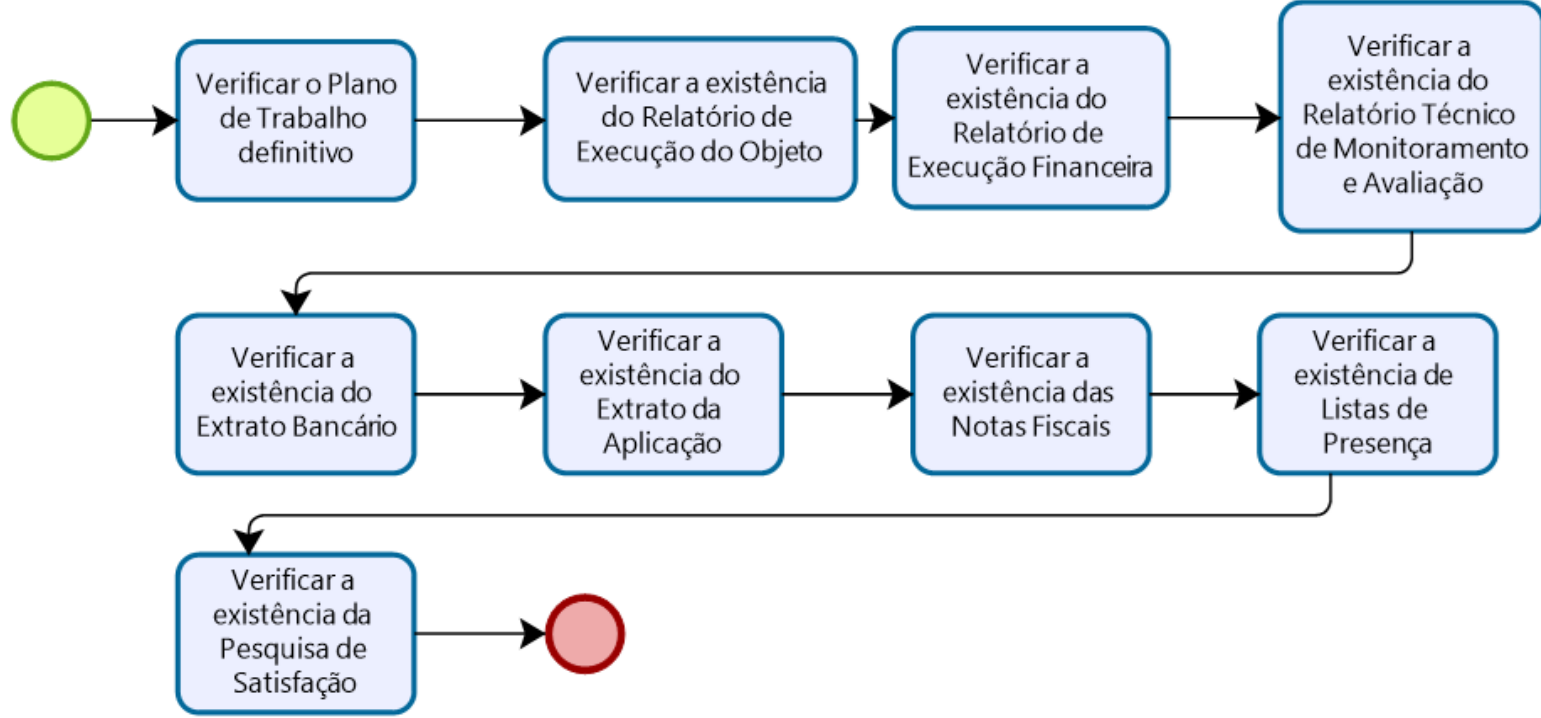 Verificar o Plano
de Trabalho
definitivo
Verificar a existência
do Relatório de
Execução do Objeto
Verificar a
existência do
Relatório de
Execução Financeira
Verificar a
existência do
Relatório Técnico
de Monitoramento
e Avaliação
Verificar a
existência do
Extrato Bancário
Verificar a
existência do
Extrato da
Aplicação
Verificar a
existência das
Notas Fiscais
Verificar a
existência de
Listas de
Presença
Verificar a
existência da
Pesquisa de
Satisfação